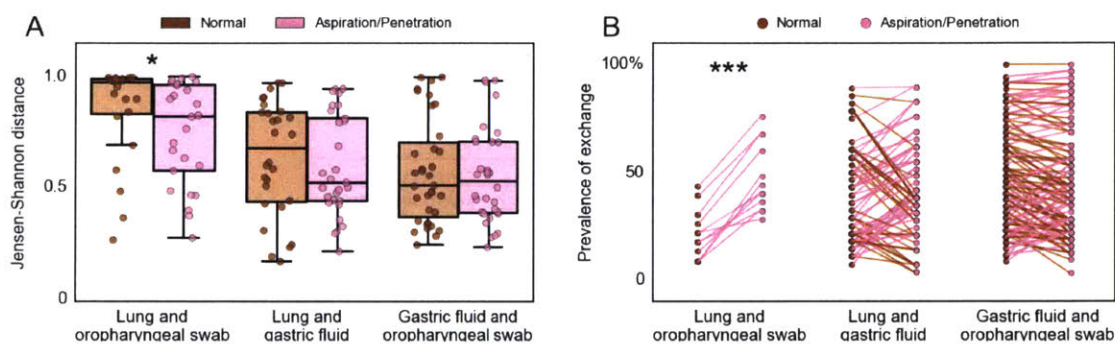 A
Normal
Aspiration/Penetration
Jensen-Shannon distance
1.0
*
0.5
0
Lung and
oropharyngeal swab
Lung and
gastric fluid
Gastric fluid and
oropharyngeal swab
B
Normal
Aspiration/Penetration
Prevalence of exchange
100%
***
50
0
Lung and
oropharyngeal swab
Lung and
gastric fluid
Gastric fluid and
oropharyngeal swab